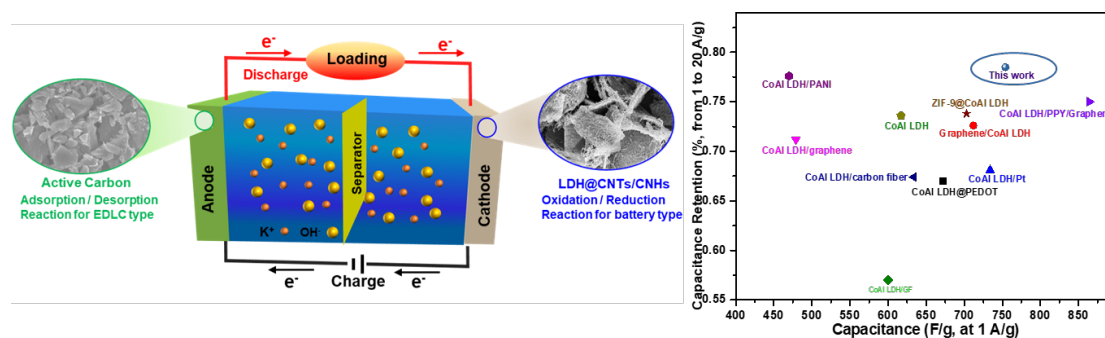 e-
e-
Loading
Discharge
Anode
Separator
Cathode
Active Carbon
Adsorption / Desorption
Reaction for EDLC type
LDH@CNTs/CNHs
Oxidation / Reduction
Reaction for battery type
K+
OH-
Charge
e-
e-
Capacitance Retention (%, from 1 to 20 A/g)
0.80
0.75
0.70
0.65
0.60
0.55
This work
CoAl LDH/PANI
ZIF-9@CoAl LDH
CoAl LDH/PPY/Graphen
CoAl LDH
Graphene/CoAl LDH
CoAl LDH/graphene
CoAl LDH/carbon fiber
CoAl LDH/Pt
CoAl LDH@PEDOT
CoAl LDH/GF
400 450 500 550 600 650 700 750 800 850
Capacitance (F/g, at 1 A/g)